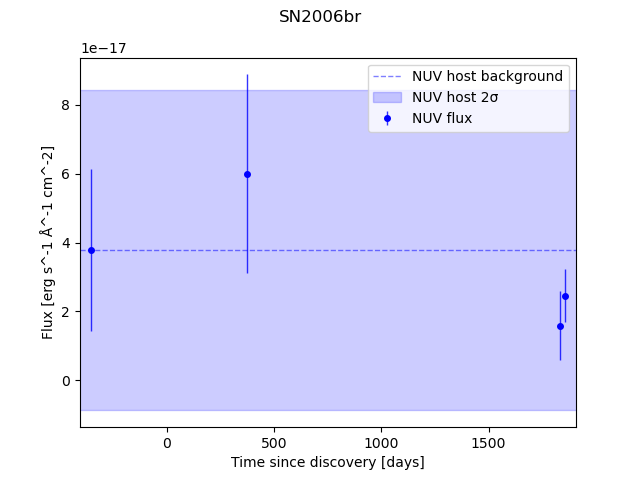 SN2006br
1e−17
NUV host background
NUV host 2σ
NUV flux
8
6
4
2
0
Flux [erg s^-1 Å^-1 cm^-2]
0 500 1000 1500
Time since discovery [days]